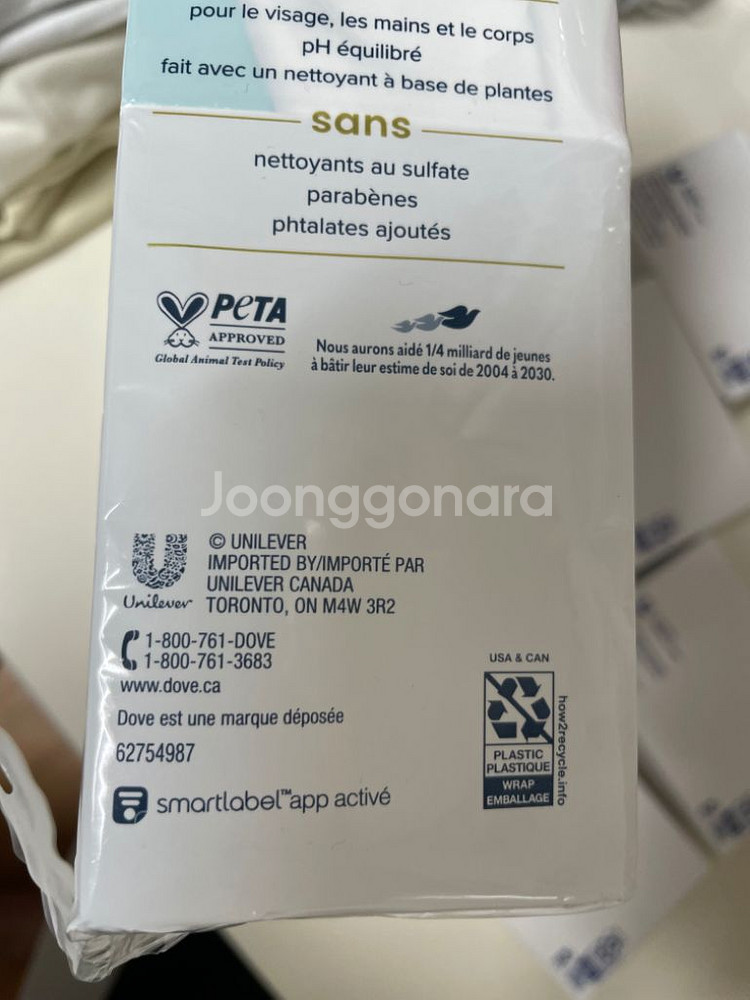 pour le visage, les mains et le corps
pH équilibré
fait avec un nettoyant à base de plantes
sans
nettoyants au sulfate
parabènes
phtalates ajoutés
PeTA
APPROVED
Global Animal Test Policy
Nous aurons aidé 1/4 milliard de jeunes
à bâtir leur estime de soi de 2004 à 2030.
Joonggonara
© UNILEVER
IMPORTED BY/IMPORTÉ PAR
UNILEVER CANADA
TORONTO, ON M4W 3R2
Unilever
1-800-761-DOVE
1-800-761-3683
www.dove.ca
Dove est une marque déposée
62754987
smartlabel™app activé
USA & CAN
PLASTIC
PLASTIQUE
WRAP
EMBALLAGE
how2recycle.info